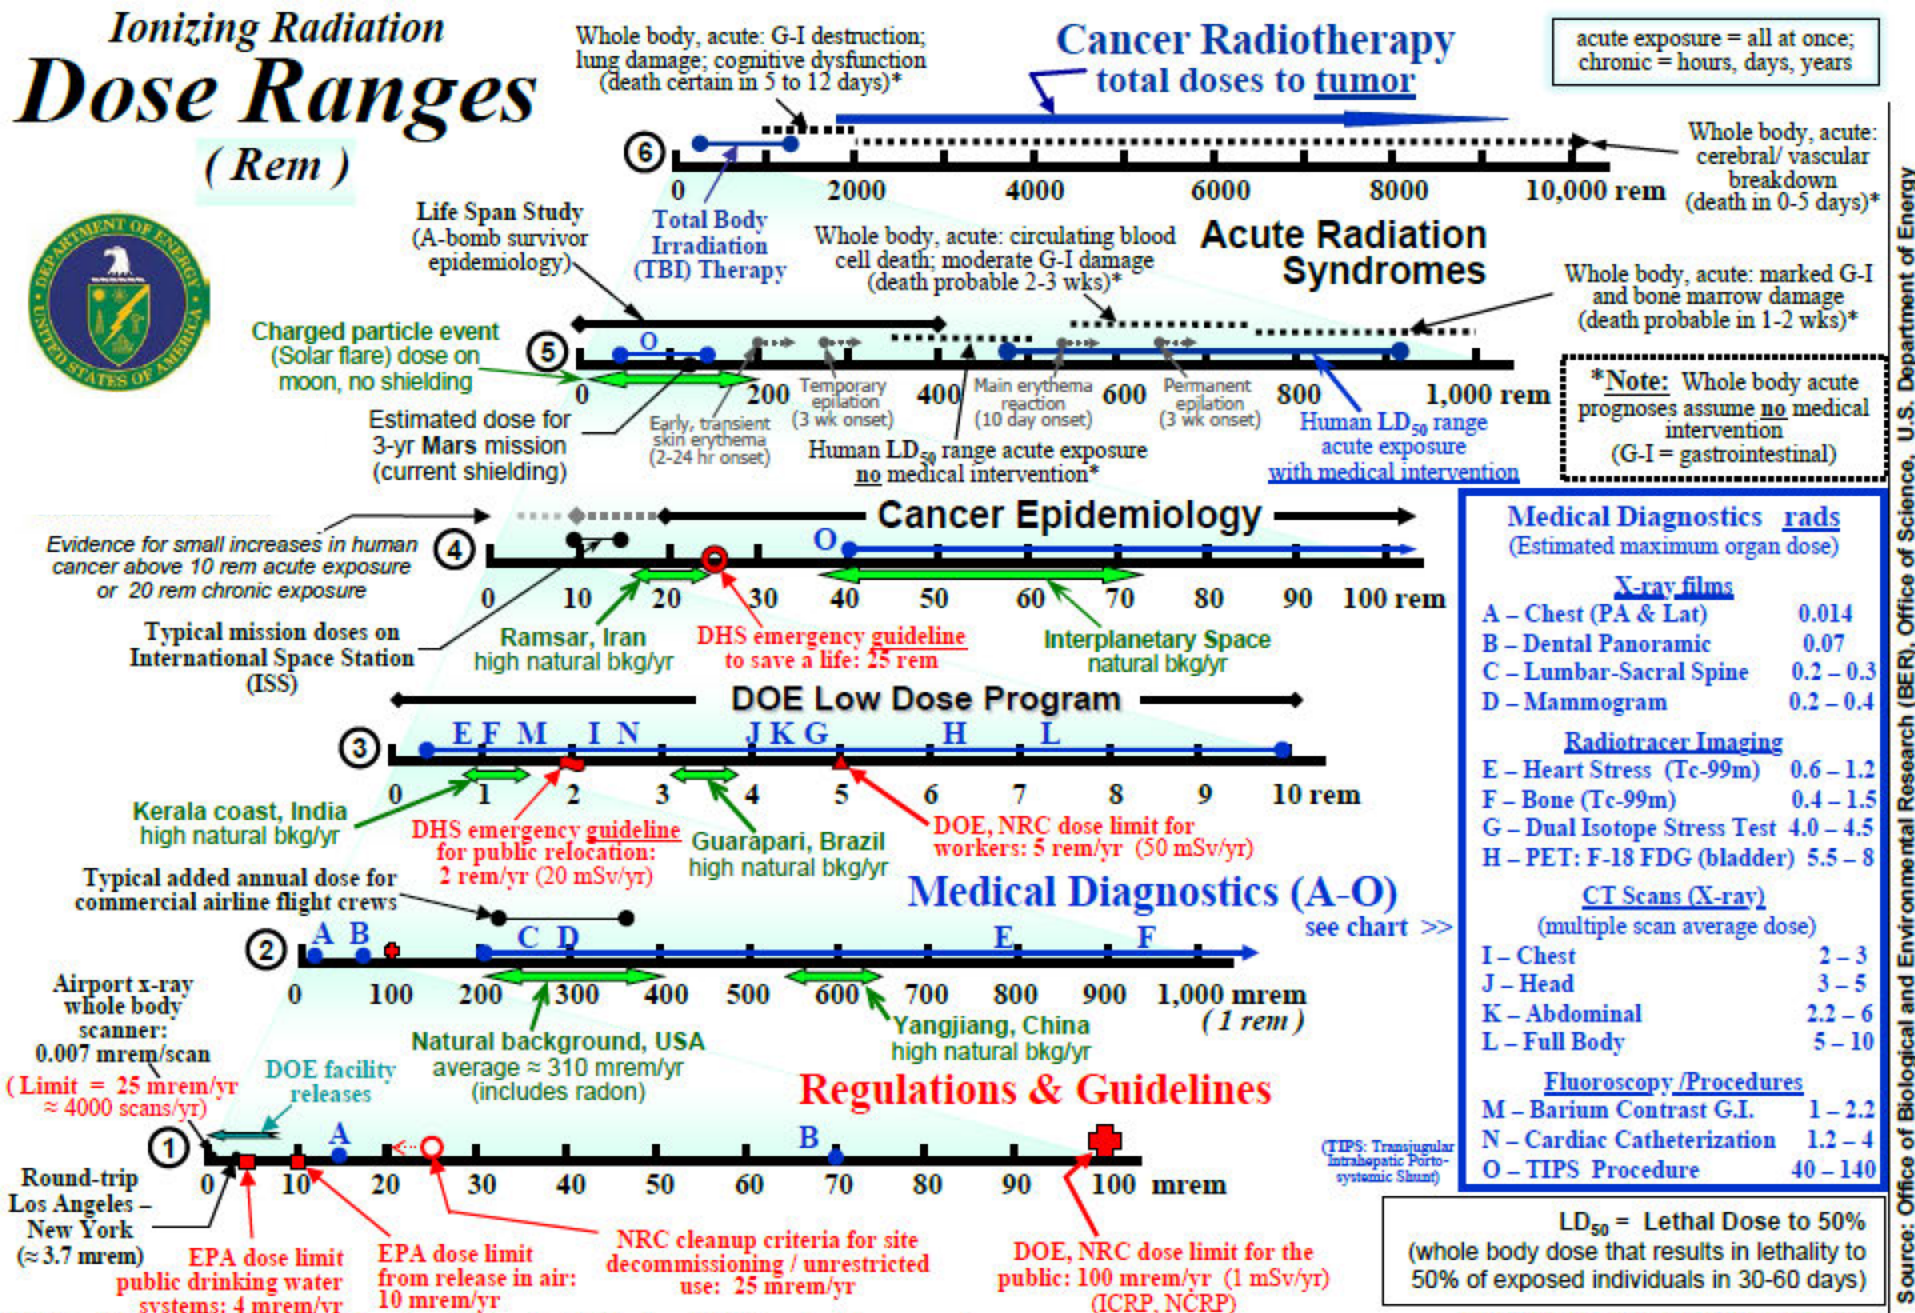 Ionizing Radiation
Dose Ranges
( Rem )
DEPARTMENT OF ENERGY
UNITED STATES OF AMERICA
Whole body, acute: G-I destruction;
lung damage; cognitive dysfunction
(death certain in 5 to 12 days)*
Cancer Radiotherapy
total doses to tumor
acute exposure = all at once;
chronic = hours, days, years
Whole body, acute:
cerebral/ vascular
breakdown
(death in 0-5 days)*
6
0 2000 4000 6000 8000 10,000 rem
Life Span Study
(A-bomb survivor
epidemiology)
Total Body
Irradiation
(TBI) Therapy
Whole body, acute: circulating blood
cell death; moderate G-I damage
(death probable 2-3 wks)*
Acute Radiation
Syndromes
Whole body, acute: marked G-I
and bone marrow damage
(death probable in 1-2 wks)*
Charged particle event
(Solar flare) dose on
moon, no shielding
5
O
0 200 400 600 800 1,000 rem
Estimated dose for
3-yr Mars mission
(current shielding)
Early, transient
skin erythema
(2-24 hr onset)
Temporary
epilation
(3 wk onset)
Main erythema
reaction
(10 day onset)
Permanent
epilation
(3 wk onset)
Human LD50 range acute exposure
no medical intervention*
Human LD50 range
acute exposure
with medical intervention
*Note: Whole body acute
prognoses assume no medical
intervention
(G-I = gastrointestinal)
Cancer Epidemiology
Evidence for small increases in human
cancer above 10 rem acute exposure
or 20 rem chronic exposure
4
O
0 10 20 30 40 50 60 70 80 90 100 rem
Typical mission doses on
International Space Station
(ISS)
Ramsar, Iran
high natural bkg/yr
DHS emergency guideline
to save a life: 25 rem
Interplanetary Space
natural bkg/yr
DOE Low Dose Program
3
E F M I N J K G H L
0 1 2 3 4 5 6 7 8 9 10 rem
Kerala coast, India
high natural bkg/yr
DHS emergency guideline
for public relocation:
2 rem/yr (20 mSv/yr)
Guarapari, Brazil
high natural bkg/yr
DOE, NRC dose limit for
workers: 5 rem/yr (50 mSv/yr)
Typical added annual dose for
commercial airline flight crews
Medical Diagnostics (A-O)
see chart >>
2
A B C D E F
0 100 200 300 400 500 600 700 800 900 1,000 mrem
( 1 rem )
Airport x-ray
whole body
scanner:
0.007 mrem/scan
( Limit = 25 mrem/yr
≈ 4000 scans/yr)
DOE facility
releases
Natural background, USA
average ≈ 310 mrem/yr
(includes radon)
Yangjiang, China
high natural bkg/yr
Regulations & Guidelines
1
A B
0 10 20 30 40 50 60 70 80 90 100 mrem
Round-trip
Los Angeles –
New York
(≈ 3.7 mrem)
EPA dose limit
public drinking water
systems: 4 mrem/yr
EPA dose limit
from release in air:
10 mrem/yr
NRC cleanup criteria for site
decommissioning / unrestricted
use: 25 mrem/yr
DOE, NRC dose limit for the
public: 100 mrem/yr (1 mSv/yr)
(ICRP, NCRP)
(TIPS: Transjugular
Intrahepatic Porto-
systemic Shunt)
Medical Diagnostics rads
(Estimated maximum organ dose)
X-ray films
A – Chest (PA & Lat) 0.014
B – Dental Panoramic 0.07
C – Lumbar-Sacral Spine 0.2 – 0.3
D – Mammogram 0.2 – 0.4
Radiotracer Imaging
E – Heart Stress (Tc-99m) 0.6 – 1.2
F – Bone (Tc-99m) 0.4 – 1.5
G – Dual Isotope Stress Test 4.0 – 4.5
H – PET: F-18 FDG (bladder) 5.5 – 8
CT Scans (X-ray)
(multiple scan average dose)
I – Chest 2 – 3
J – Head 3 – 5
K – Abdominal 2.2 – 6
L – Full Body 5 – 10
Fluoroscopy /Procedures
M – Barium Contrast G.I. 1 – 2.2
N – Cardiac Catheterization 1.2 – 4
O – TIPS Procedure 40 – 140
LD50 = Lethal Dose to 50%
(whole body dose that results in lethality to
50% of exposed individuals in 30-60 days)
Source: Office of Biological and Environmental Research (BER), Office of Science, U.S. Department of Energy